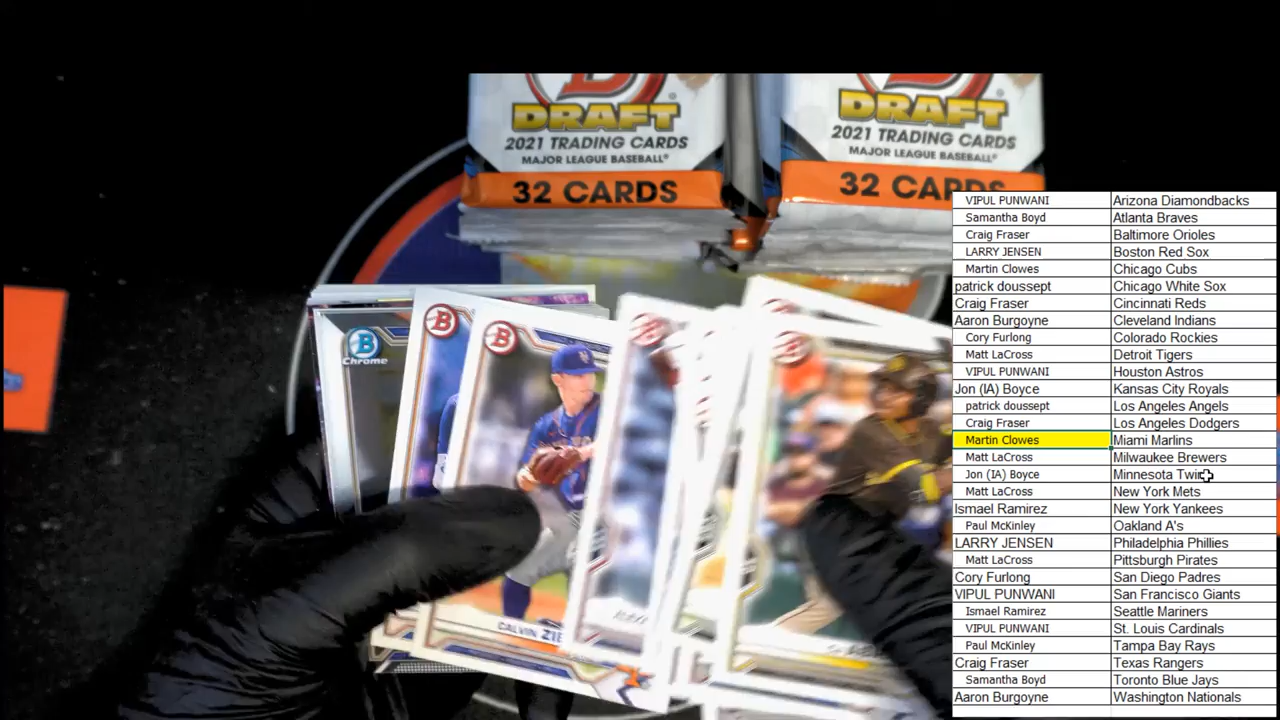 DRAFT
2021 TRADING CARDS
MAJOR LEAGUE BASEBALL®
32 CARDS
DRAFT
2021 TRADING CARDS
MAJOR LEAGUE BASEBALL®
32 CARDS
B
Chrome
B
B
B
CALVIN
VIPUL PUNWANI Arizona Diamondbacks
Samantha Boyd Atlanta Braves
Craig Fraser Baltimore Orioles
LARRY JENSEN Boston Red Sox
Martin Clowes Chicago Cubs
patrick doussept Chicago White Sox
Craig Fraser Cincinnati Reds
Aaron Burgoyne Cleveland Indians
Cory Furlong Colorado Rockies
Matt LaCross Detroit Tigers
VIPUL PUNWANI Houston Astros
Jon (IA) Boyce Kansas City Royals
patrick doussept Los Angeles Angels
Craig Fraser Los Angeles Dodgers
Martin Clowes Miami Marlins
Matt LaCross Milwaukee Brewers
Jon (IA) Boyce Minnesota Twins
Matt LaCross New York Mets
Ismael Ramirez New York Yankees
Paul McKinley Oakland A's
LARRY JENSEN Philadelphia Phillies
Matt LaCross Pittsburgh Pirates
Cory Furlong San Diego Padres
VIPUL PUNWANI San Francisco Giants
Ismael Ramirez Seattle Mariners
VIPUL PUNWANI St. Louis Cardinals
Paul McKinley Tampa Bay Rays
Craig Fraser Texas Rangers
Samantha Boyd Toronto Blue Jays
Aaron Burgoyne Washington Nationals